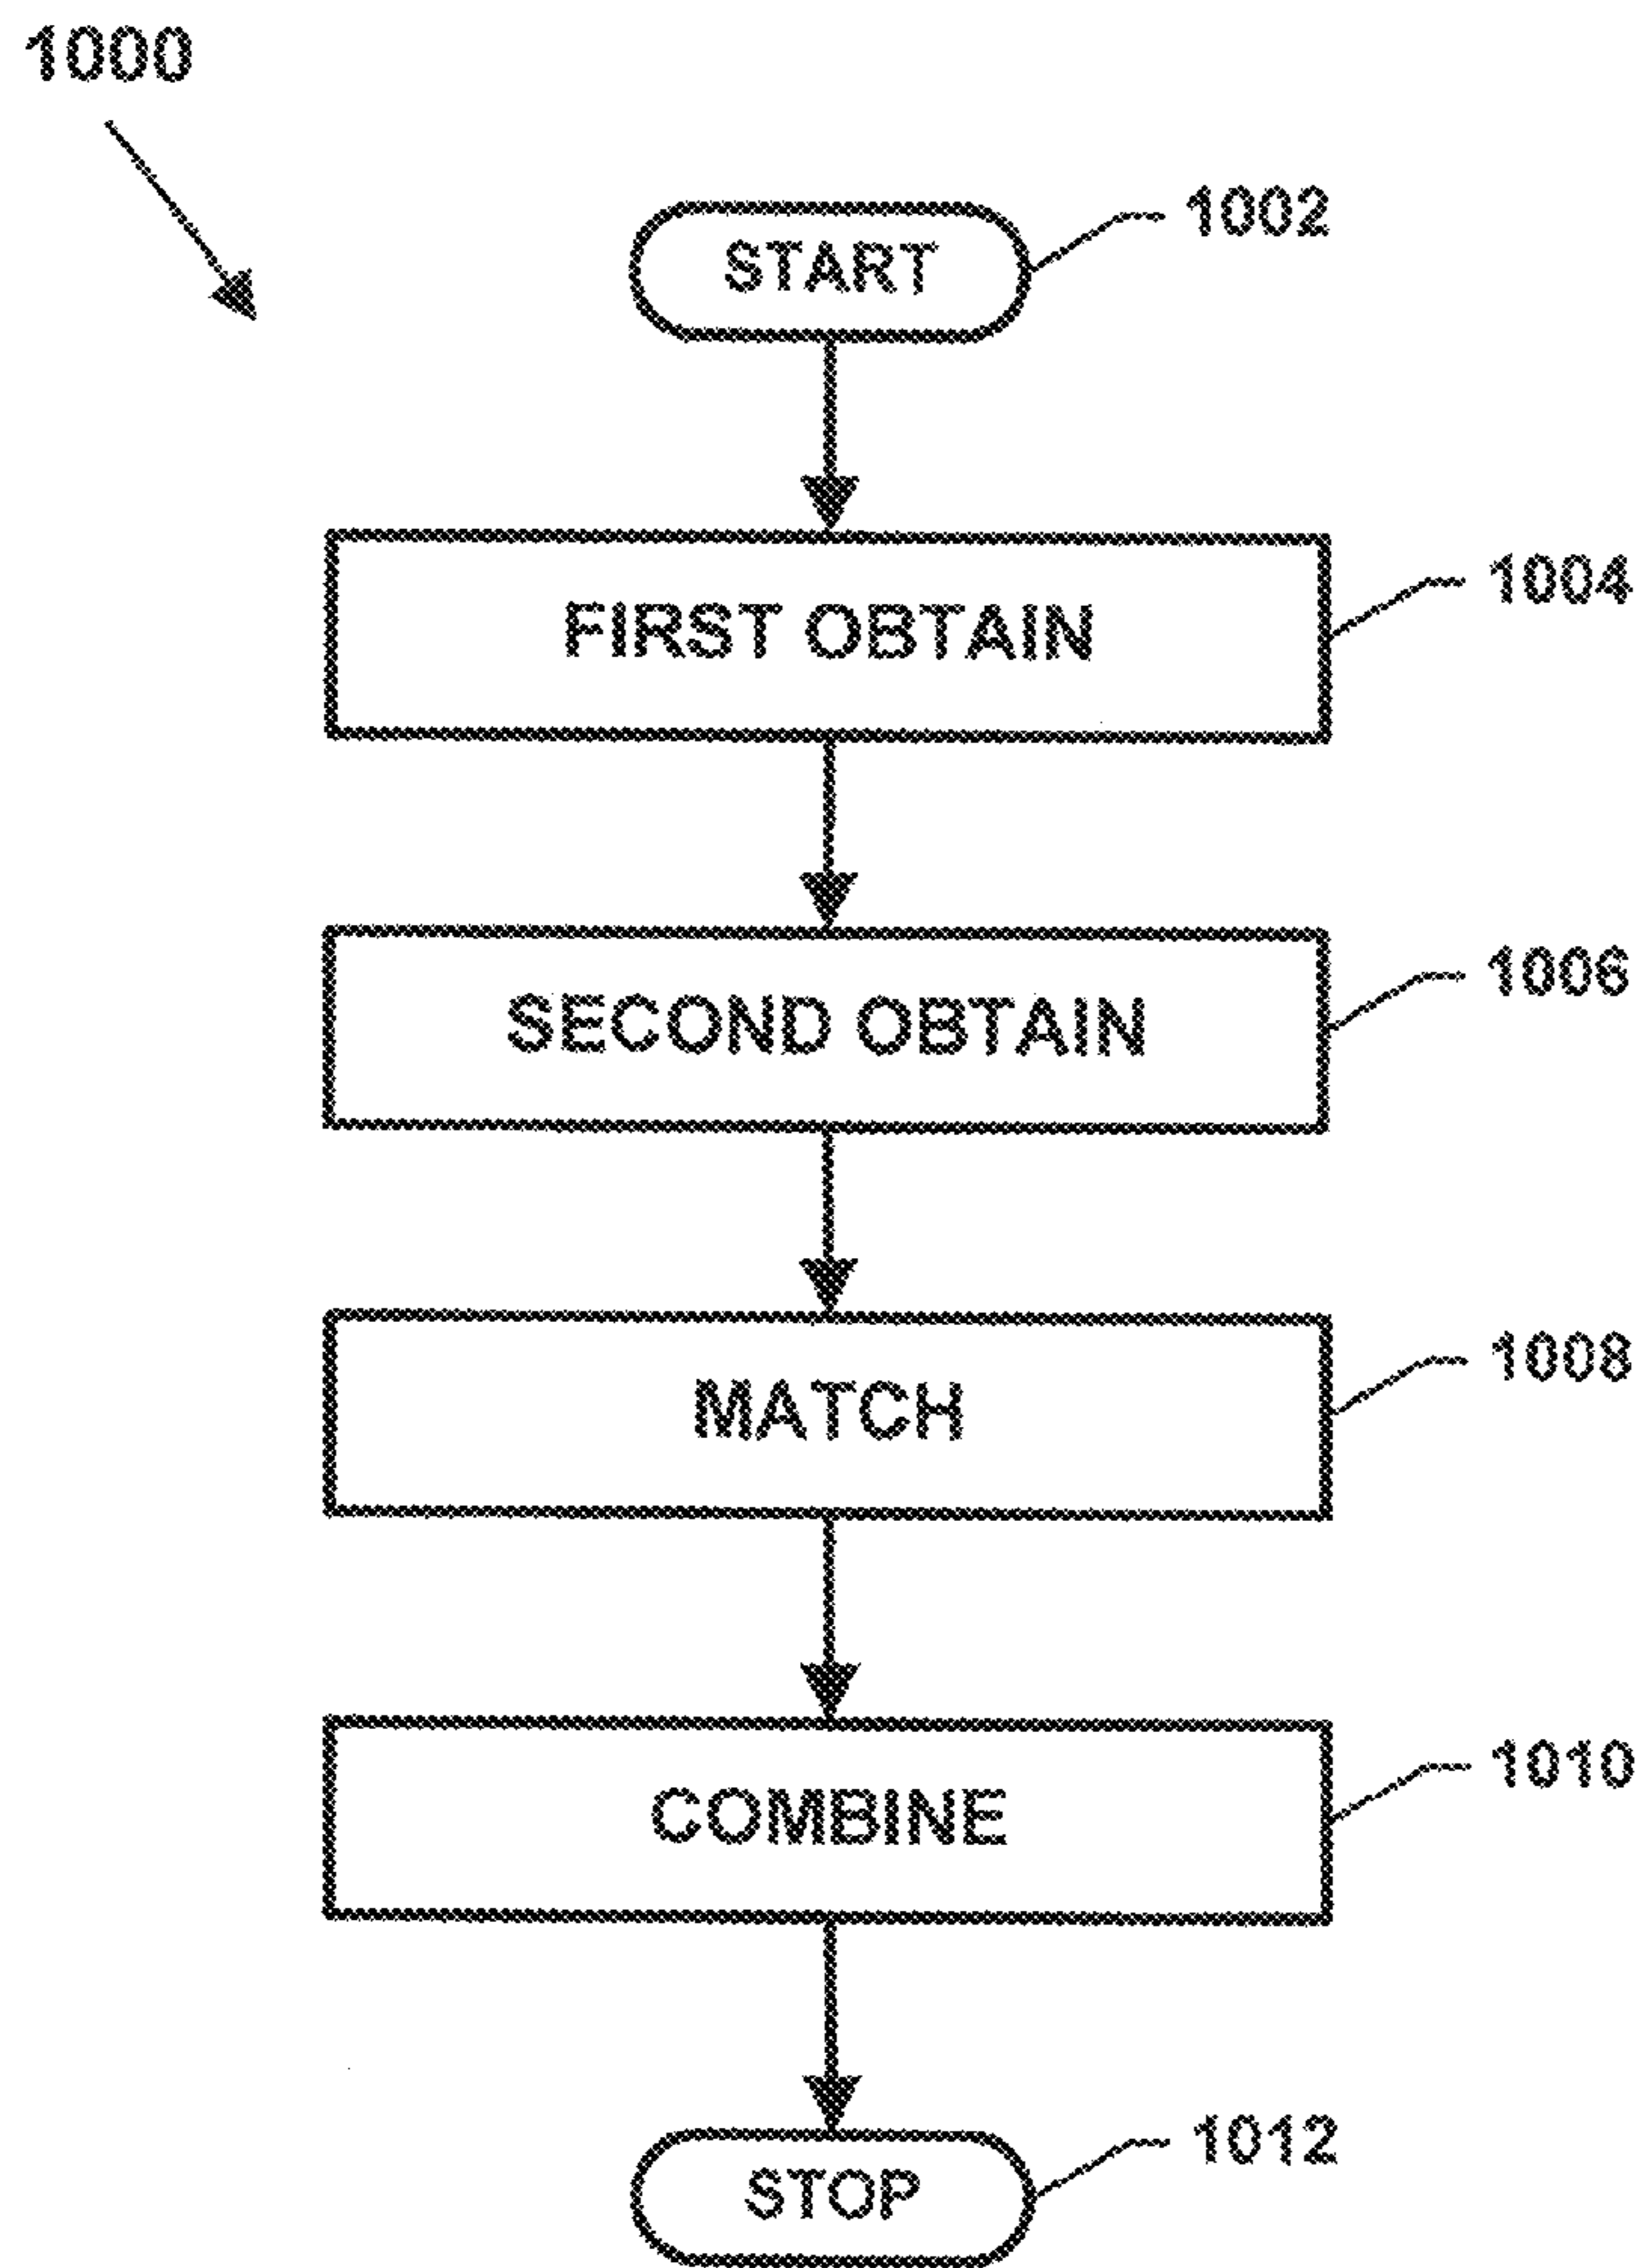 1000
START
1002
FIRST OBTAIN
1004
SECOND OBTAIN
1006
MATCH
1008
COMBINE
1010
STOP
1012